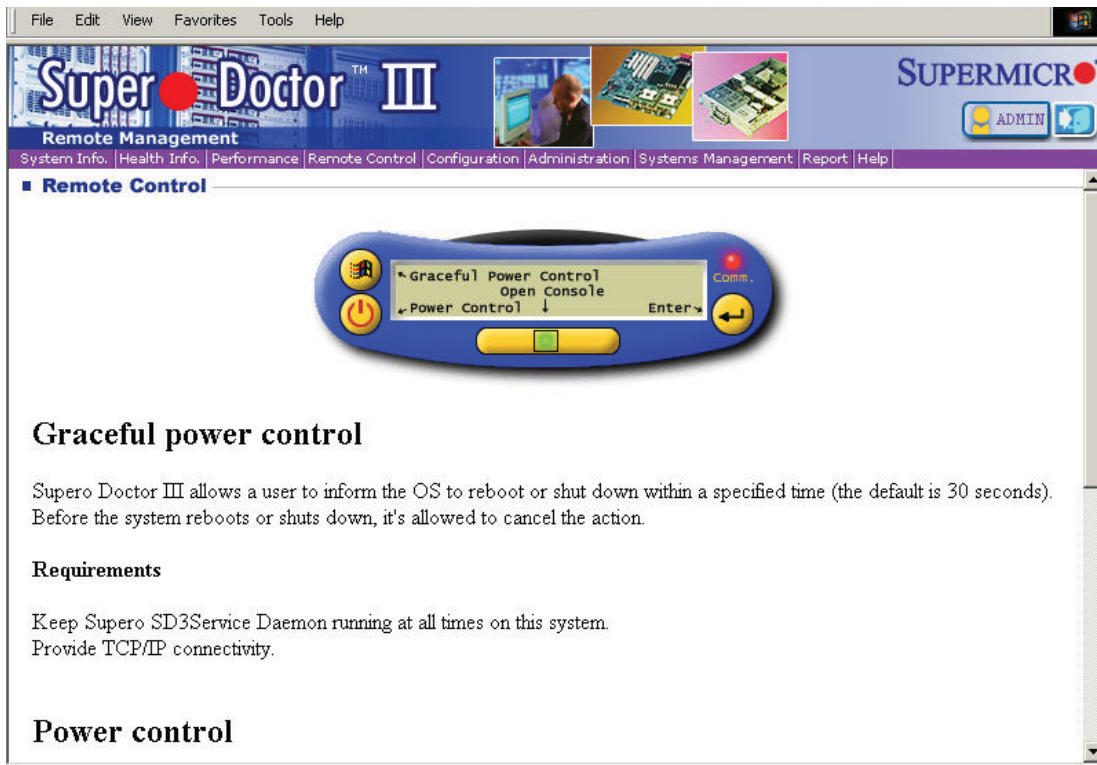 File Edit View Favorites Tools Help
Super Doctor™ III
SUPERMICR
ADMIN
Remote Management
System Info. Health Info. Performance Remote Control Configuration Administration Systems Management Report Help
Remote Control
Graceful Power Control
Open Console
Power Control ↓ Enter
Comm.
Graceful power control
Supero Doctor III allows a user to inform the OS to reboot or shut down within a specified time (the default is 30 seconds).
Before the system reboots or shuts down, it's allowed to cancel the action.
Requirements
Keep Supero SD3Service Daemon running at all times on this system.
Provide TCP/IP connectivity.
Power control